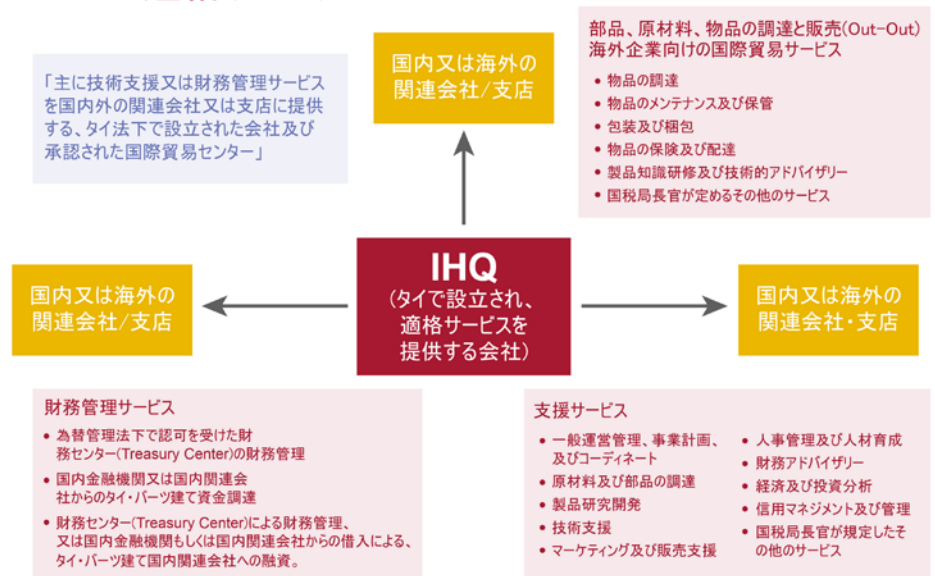 「主に技術支援又は財務管理サービス
を国内外の関連会社又は支店に提供
する、タイ法下で設立された会社及び
承認された国際貿易センター」
国内又は海外の
関連会社/支店
部品、原材料、物品の調達と販売(Out-Out)
海外企業向けの国際貿易サービス
• 物品の調達
• 物品のメンテナンス及び保管
• 包装及び梱包
• 物品の保険及び配達
• 製品知識研修及び技術的アドバイザリー
• 国税局長官が定めるその他のサービス
国内又は海外の
関連会社/支店
IHQ
(タイで設立され、
適格サービスを
提供する会社)
国内又は海外の
関連会社・支店
財務管理サービス
• 為替管理法下で認可を受けた財
務センター(Treasury Center)の財務管理
• 国内金融機関又は国内関連会
社からのタイ・バーツ建て資金調達
• 財務センター(Treasury Center)による財務管理、
又は国内金融機関もしくは国内関連会社からの借入による、
タイ・バーツ建て国内関連会社への融資。
支援サービス
• 一般運営管理、事業計画、
及びコーディネート
• 原材料及び部品の調達
• 製品研究開発
• 技術支援
• マーケティング及び販売支援
• 人事管理及び人材育成
• 財務アドバイザリー
• 経済及び投資分析
• 信用マネジメント及び管理
• 国税局長官が規定したそ
の他のサービス